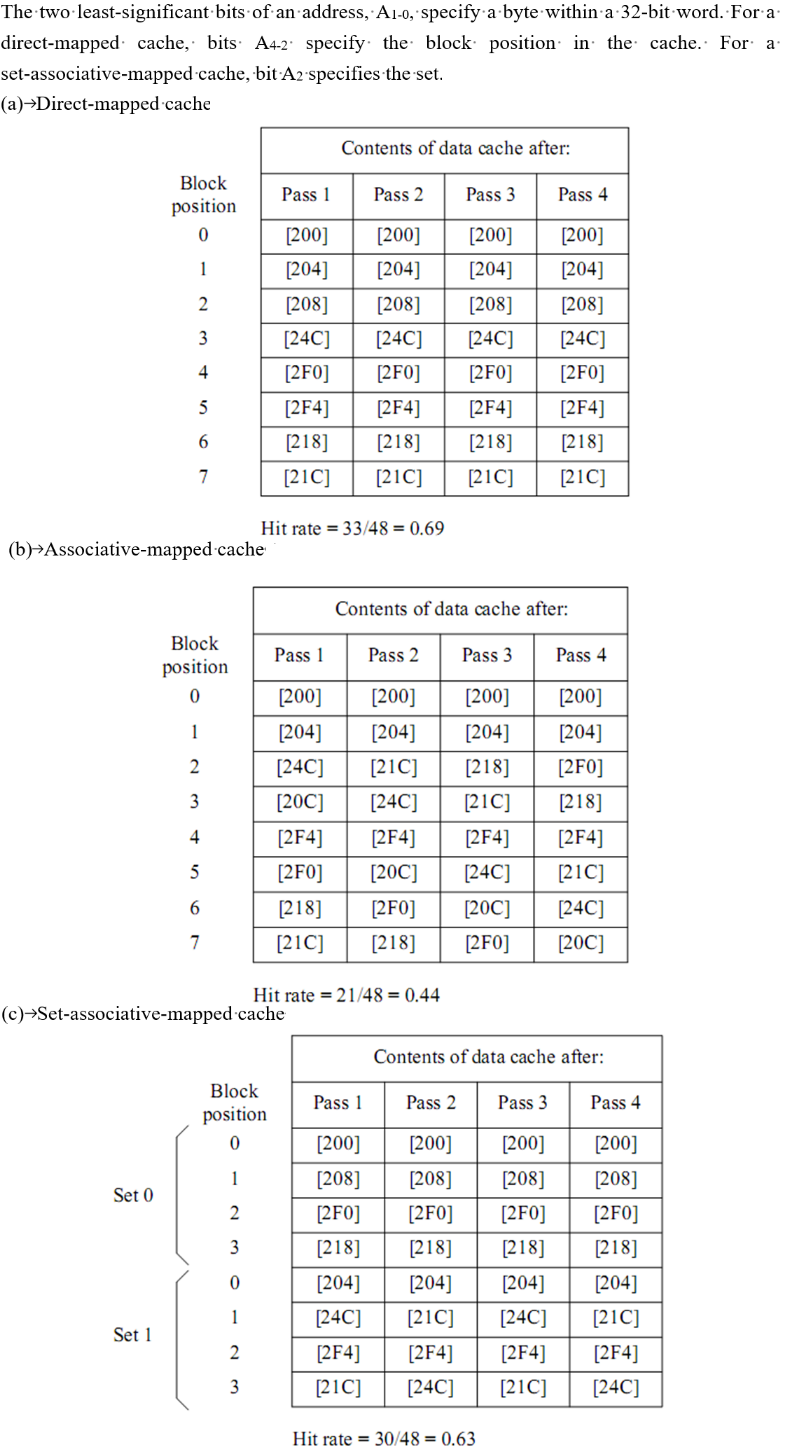 The two least-significant bits of an address, A1-0, specify a byte within a 32-bit word. For a
direct-mapped cache, bits A4-2 specify the block position in the cache. For a
set-associative-mapped cache, bit A2 specifies the set.
(a)→Direct-mapped cache
Contents of data cache after:
Block
position
Pass 1 Pass 2 Pass 3 Pass 4
0 [200] [200] [200] [200]
1 [204] [204] [204] [204]
2 [208] [208] [208] [208]
3 [24C] [24C] [24C] [24C]
4 [2F0] [2F0] [2F0] [2F0]
5 [2F4] [2F4] [2F4] [2F4]
6 [218] [218] [218] [218]
7 [21C] [21C] [21C] [21C]
Hit rate = 33/48 = 0.69
(b)→Associative-mapped cache
Contents of data cache after:
Block
position
Pass 1 Pass 2 Pass 3 Pass 4
0 [200] [200] [200] [200]
1 [204] [204] [204] [204]
2 [24C] [21C] [218] [2F0]
3 [20C] [24C] [21C] [218]
4 [2F4] [2F4] [2F4] [2F4]
5 [2F0] [20C] [24C] [21C]
6 [218] [2F0] [20C] [24C]
7 [21C] [218] [2F0] [20C]
Hit rate = 21/48 = 0.44
(c)→Set-associative-mapped cache
Contents of data cache after:
Block
position
Pass 1 Pass 2 Pass 3 Pass 4
Set 0
0 [200] [200] [200] [200]
1 [208] [208] [208] [208]
2 [2F0] [2F0] [2F0] [2F0]
3 [218] [218] [218] [218]
Set 1
0 [204] [204] [204] [204]
1 [24C] [21C] [24C] [21C]
2 [2F4] [2F4] [2F4] [2F4]
3 [21C] [24C] [21C] [24C]
Hit rate = 30/48 = 0.63